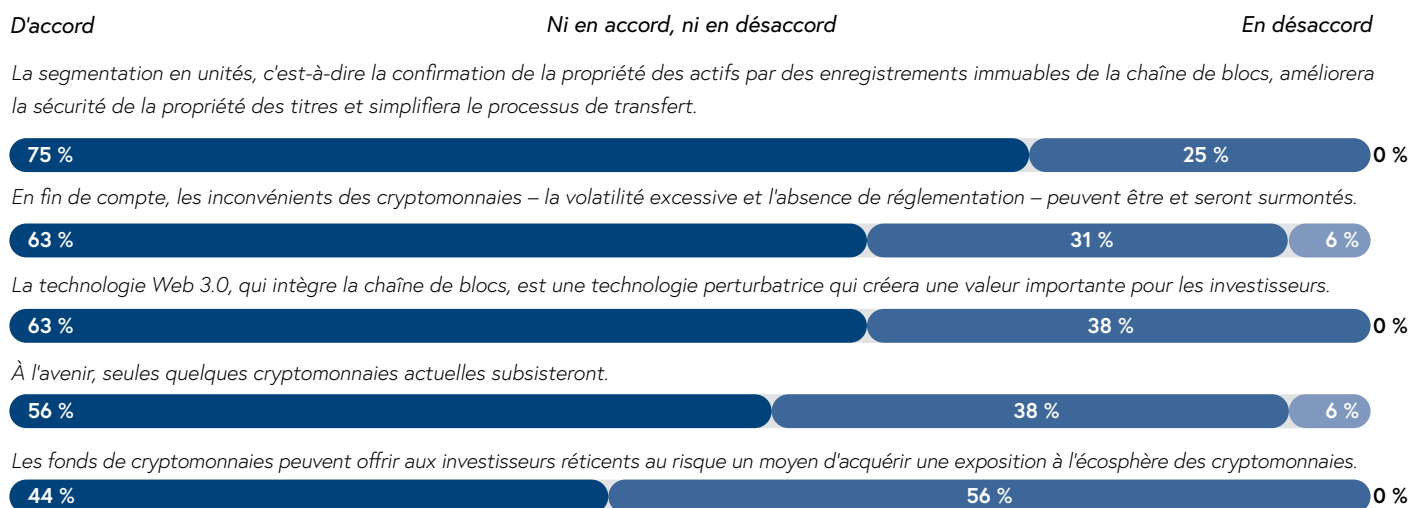 D'accord Ni en accord, ni en désaccord En désaccord
La segmentation en unités, c'est-à-dire la confirmation de la propriété des actifs par des enregistrements immuables de la chaîne de blocs, améliorera
la sécurité de la propriété des titres et simplifiera le processus de transfert.
75 % 25 % 0 %
En fin de compte, les inconvénients des cryptomonnaies – la volatilité excessive et l'absence de réglementation – peuvent être et seront surmontés.
63 % 31 % 6 %
La technologie Web 3.0, qui intègre la chaîne de blocs, est une technologie perturbatrice qui créera une valeur importante pour les investisseurs.
63 % 38 % 0 %
À l'avenir, seules quelques cryptomonnaies actuelles subsisteront.
56 % 38 % 6 %
Les fonds de cryptomonnaies peuvent offrir aux investisseurs réticents au risque un moyen d'acquérir une exposition à l'écosphère des cryptomonnaies.
44 % 56 % 0 %